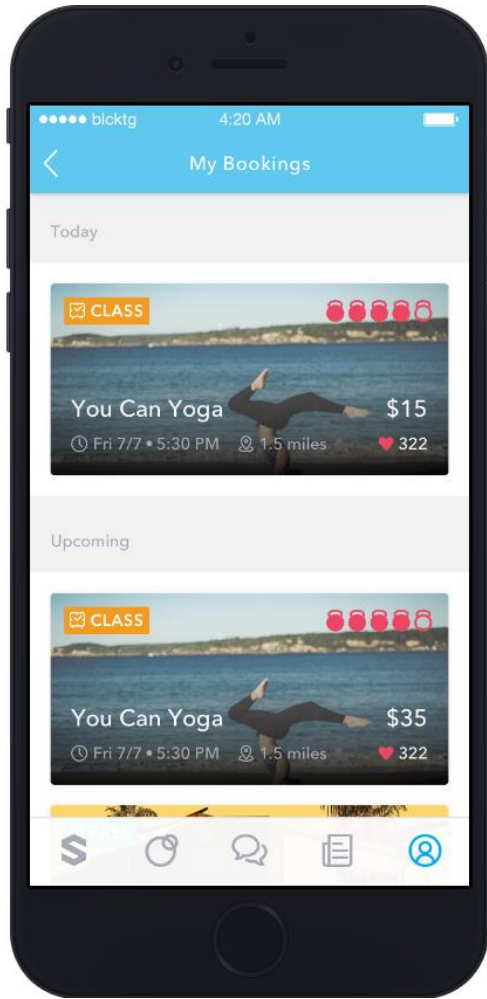 blcktg 4:20 AM
My Bookings
Today
CLASS
You Can Yoga $15
Fri 7/7 • 5:30 PM 1.5 miles 322
Upcoming
CLASS
You Can Yoga $35
Fri 7/7 • 5:30 PM 1.5 miles 322
S